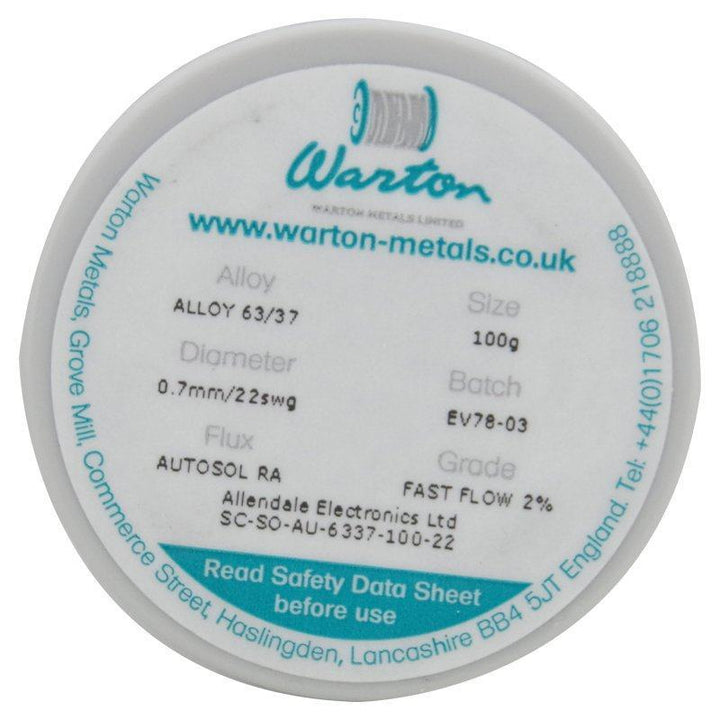 Warton
WARTON METALS LIMITED
www.warton-metals.co.uk
Alloy
ALLOY 63/37
Size
100g
Diameter
0.7mm/22swg
Batch
EV78-03
Flux
AUTOSOL RA
Grade
FAST FLOW 2%
Allendale Electronics Ltd
SC-SO-AU-6337-100-22
Read Safety Data Sheet
before use
Warton Metals, Grove Mill, Commerce Street, Haslingden, Lancashire BB4 5JT England. Tel: +44(0)1706 218888